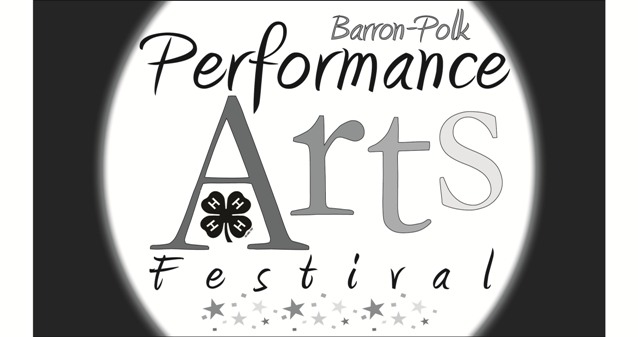 Barron-Polk
Performance
Arts
H H
H H
Festival